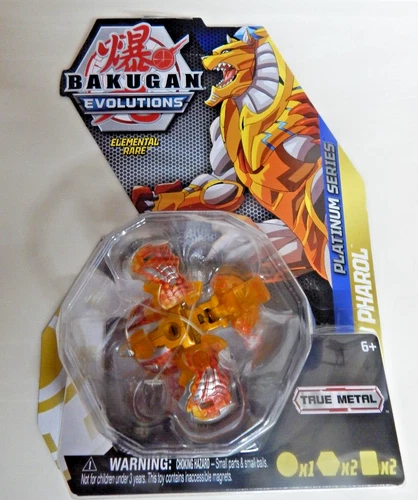 爆
BAKUGAN
EVOLUTIONS
ELEMENTAL
RARE
PLATINUM SERIES
PHAROL
6+
TRUE METAL
WARNING: CHOKING HAZARD – Small parts & small balls.
Not for children under 3 years. This toy contains inaccessible magnets.
x1 x2 x2